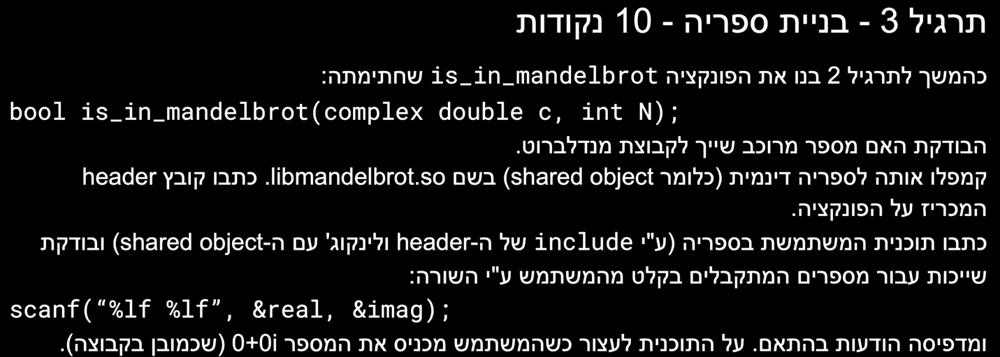 תרגיל 3 - בניית ספריה - 10 נקודות
כהמשך לתרגיל 2 בנו את הפונקציה is_in_mandelbrot שחתימתה:
bool is_in_mandelbrot(complex double c, int N);
הבודקת האם מספר מרוכב שייך לקבוצת מנדלברוט.
קמפלו אותה לספריה דינמית (כלומר shared object) בשם libmandelbrot.so. כתבו קובץ header
המכריז על הפונקציה.
כתבו תוכנית המשתמשת בספריה (ע"י include של ה-header ולינקוג' עם ה-shared object) ובודקת
שייכות עבור מספרים המתקבלים בקלט מהמשתמש ע"י השורה:
scanf(“%lf %lf”, &real, &imag);
ומדפיסה הודעות בהתאם. על התוכנית לעצור כשהמשתמש מכניס את המספר 0+0i (שכמובן בקבוצה).